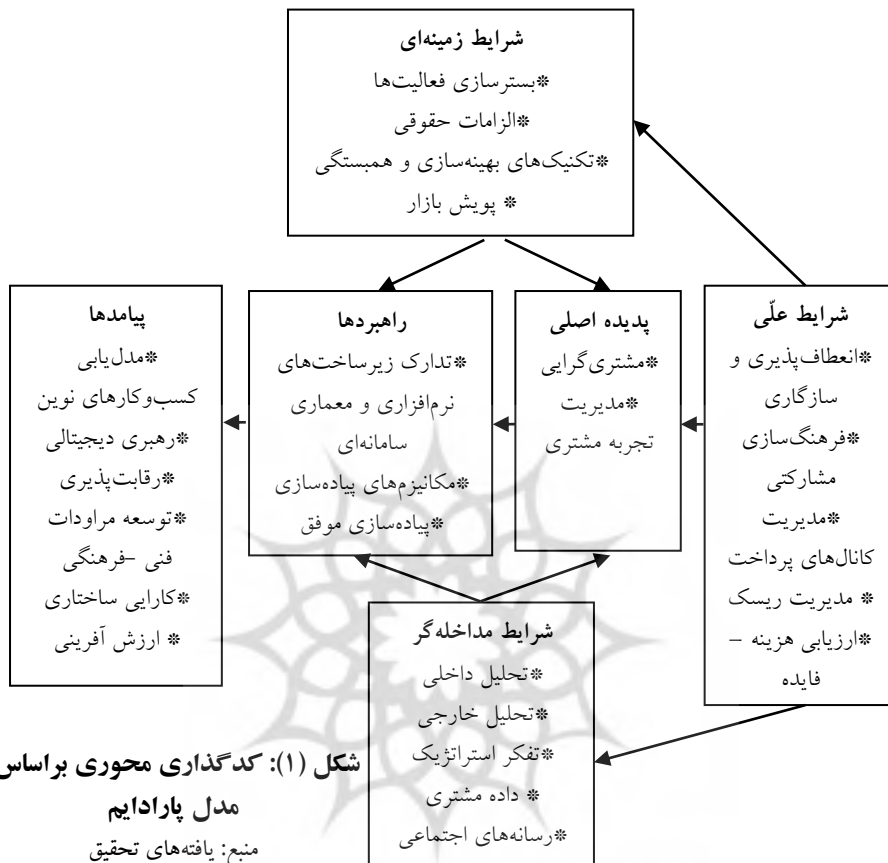 شرایط زمینه‌ای
*بسترسازی فعالیت‌ها
*الزامات حقوقی
*تکنیک‌های بهینه‌سازی و همبستگی
* پویش بازار
شرایط علّی
*انعطاف‌پذیری و
سازگاری
*فرهنگ‌سازی
مشارکتی
*مدیریت
کانال‌های پرداخت
* مدیریت ریسک
*ارزیابی هزینه –
فایده
پدیده اصلی
*مشتری‌گرایی
*مدیریت
تجربه مشتری
راهبردها
*تدارک زیرساخت‌های
نرم‌افزاری و معماری
سامانه‌ای
*مکانیزم‌های پیاده‌سازی
*پیاده‌سازی موفق
پیامدها
*مدل‌یابی
کسب‌وکارهای نوین
*رهبری دیجیتالی
*رقابت‌پذیری
*توسعه مراودات
فنی –فرهنگی
*کارایی ساختاری
* ارزش آفرینی
شرایط مداخله‌گر
*تحلیل داخلی
*تحلیل خارجی
*تفکر استراتژیک
* داده مشتری
*رسانه‌های اجتماعی
شکل (۱): کدگذاری محوری براساس
مدل پارادایم
منبع: یافته‌های تحقیق